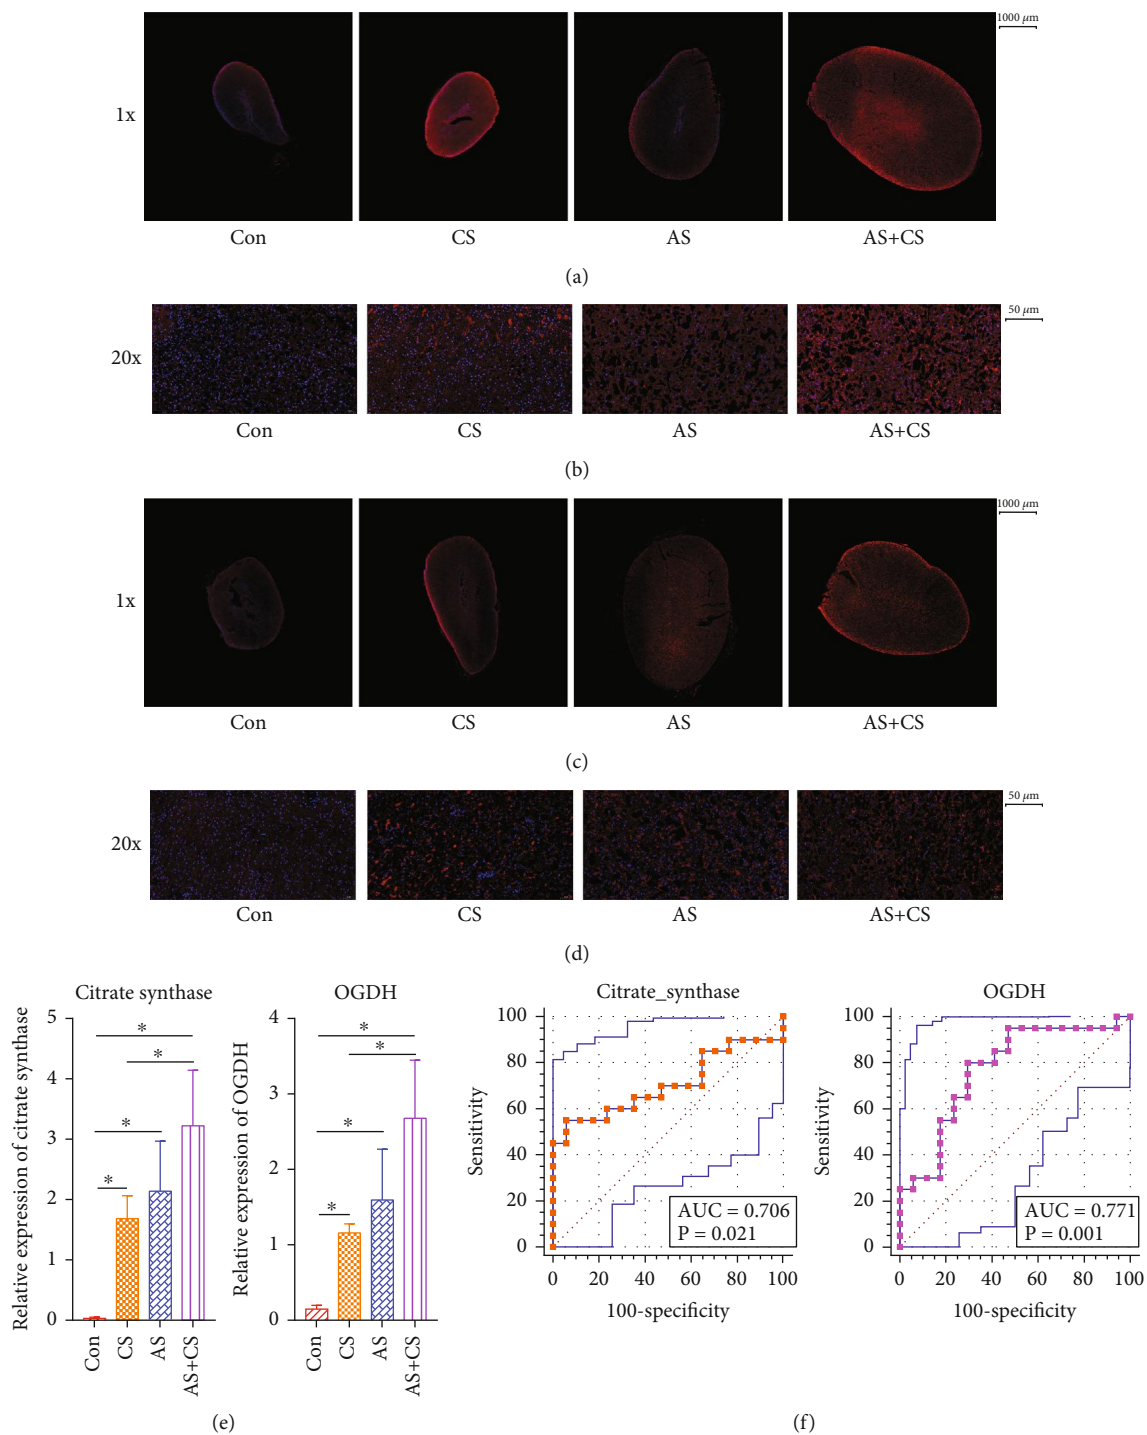 1000 μm
1x
Con CS AS AS+CS
(a)
50 μm
20x
Con CS AS AS+CS
(b)
1000 μm
1x
Con CS AS AS+CS
(c)
50 μm
20x
Con CS AS AS+CS
(d)
Citrate synthase
Relative expression of citrate synthase
5
4
3
2
1
0
*
*
*
*
Con
CS
AS
AS+CS
OGDH
Relative expression of OGDH
4
3
2
1
0
*
*
*
*
Con
CS
AS
AS+CS
(e)
Citrate_synthase
Sensitivity
100
80
60
40
20
0
AUC = 0.706
P = 0.021
0 20 40 60 80 100
100-specificity
OGDH
Sensitivity
100
80
60
40
20
0
AUC = 0.771
P = 0.001
0 20 40 60 80 100
100-specificity
(f)